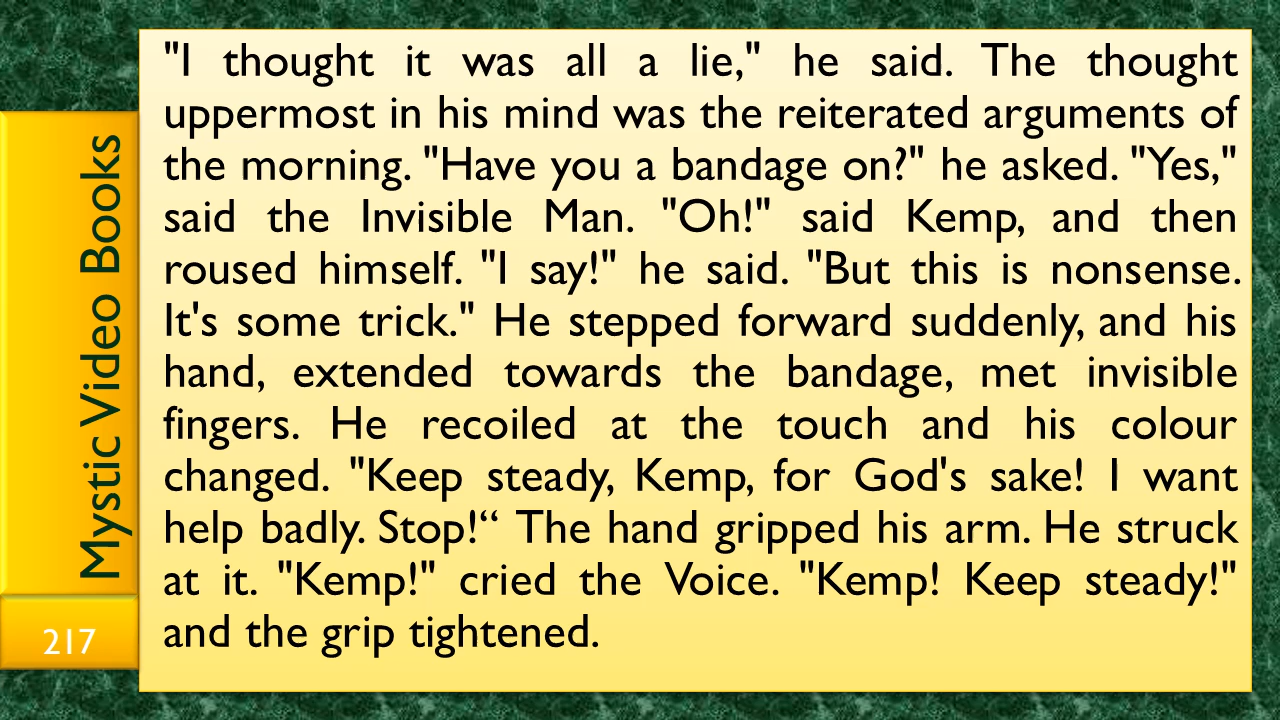 "I thought it was all a lie," he said. The thought
uppermost in his mind was the reiterated arguments of
the morning. "Have you a bandage on?" he asked. "Yes,"
said the Invisible Man. "Oh!" said Kemp, and then
roused himself. "I say!" he said. "But this is nonsense.
It's some trick." He stepped forward suddenly, and his
hand, extended towards the bandage, met invisible
fingers. He recoiled at the touch and his colour
changed. "Keep steady, Kemp, for God's sake! I want
help badly. Stop!“ The hand gripped his arm. He struck
at it. "Kemp!" cried the Voice. "Kemp! Keep steady!"
and the grip tightened.
Mystic Video Books
217